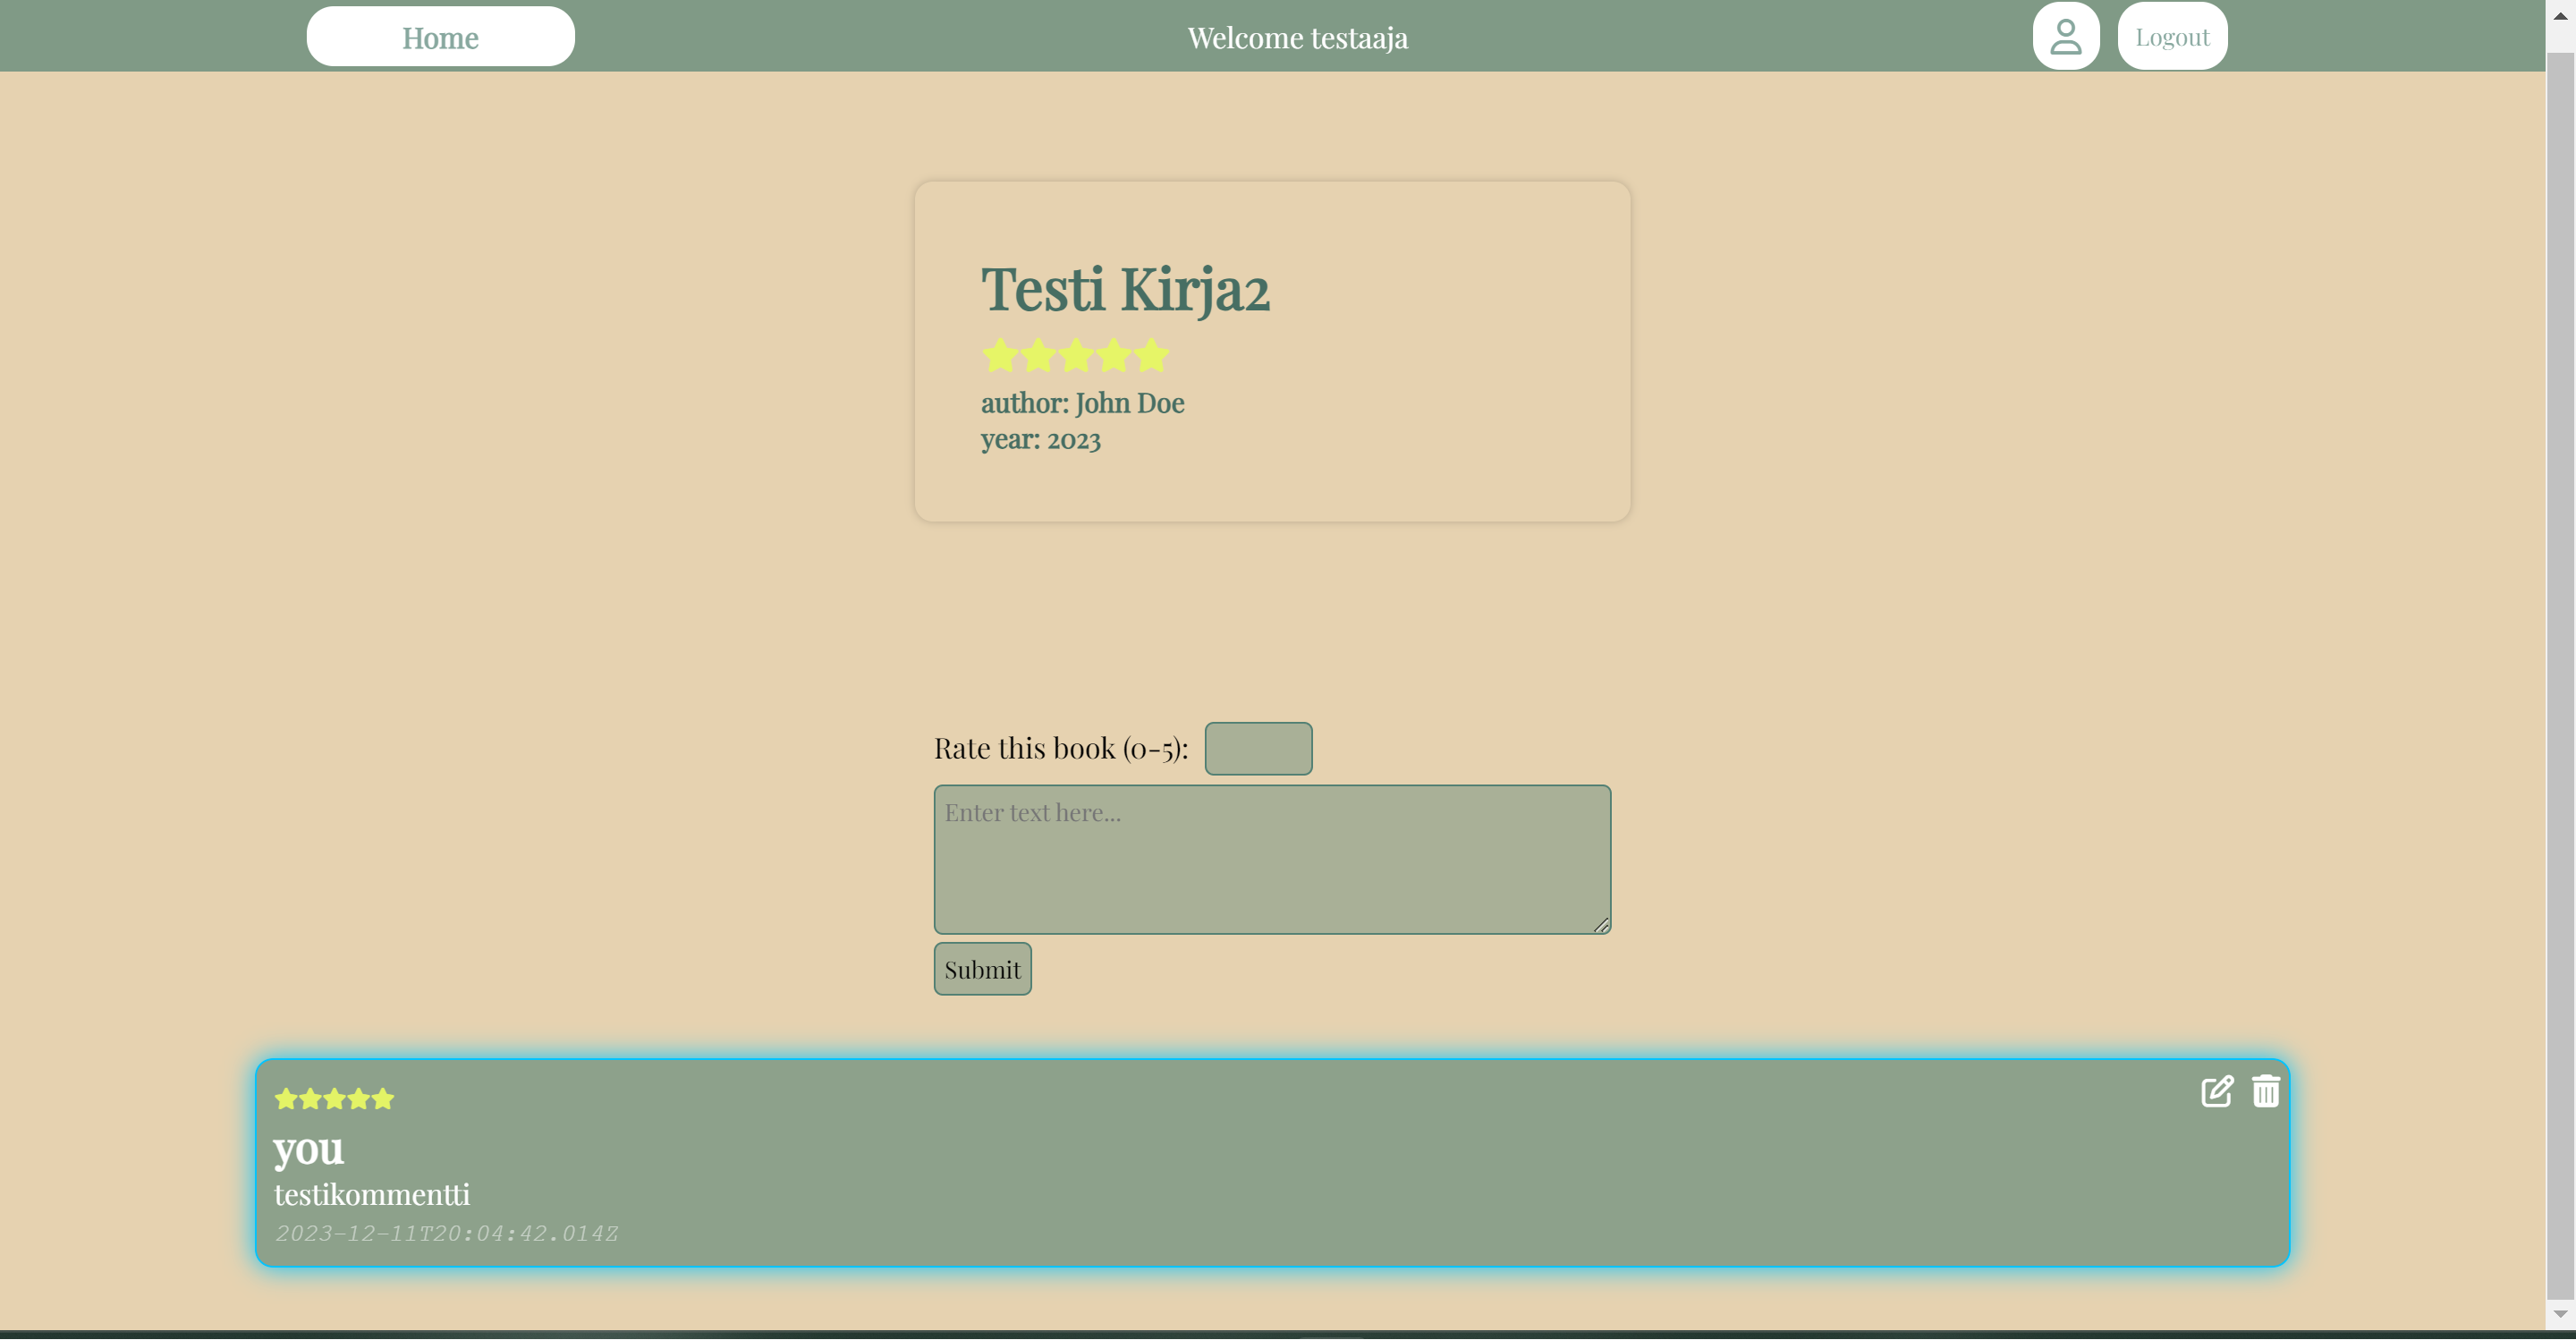 Home
Welcome testaaja
Logout
Testi Kirja2
author: John Doe
year: 2023
Rate this book (0-5):
Enter text here...
Submit
you
testikommentti
2023-12-11T20:04:42.014Z